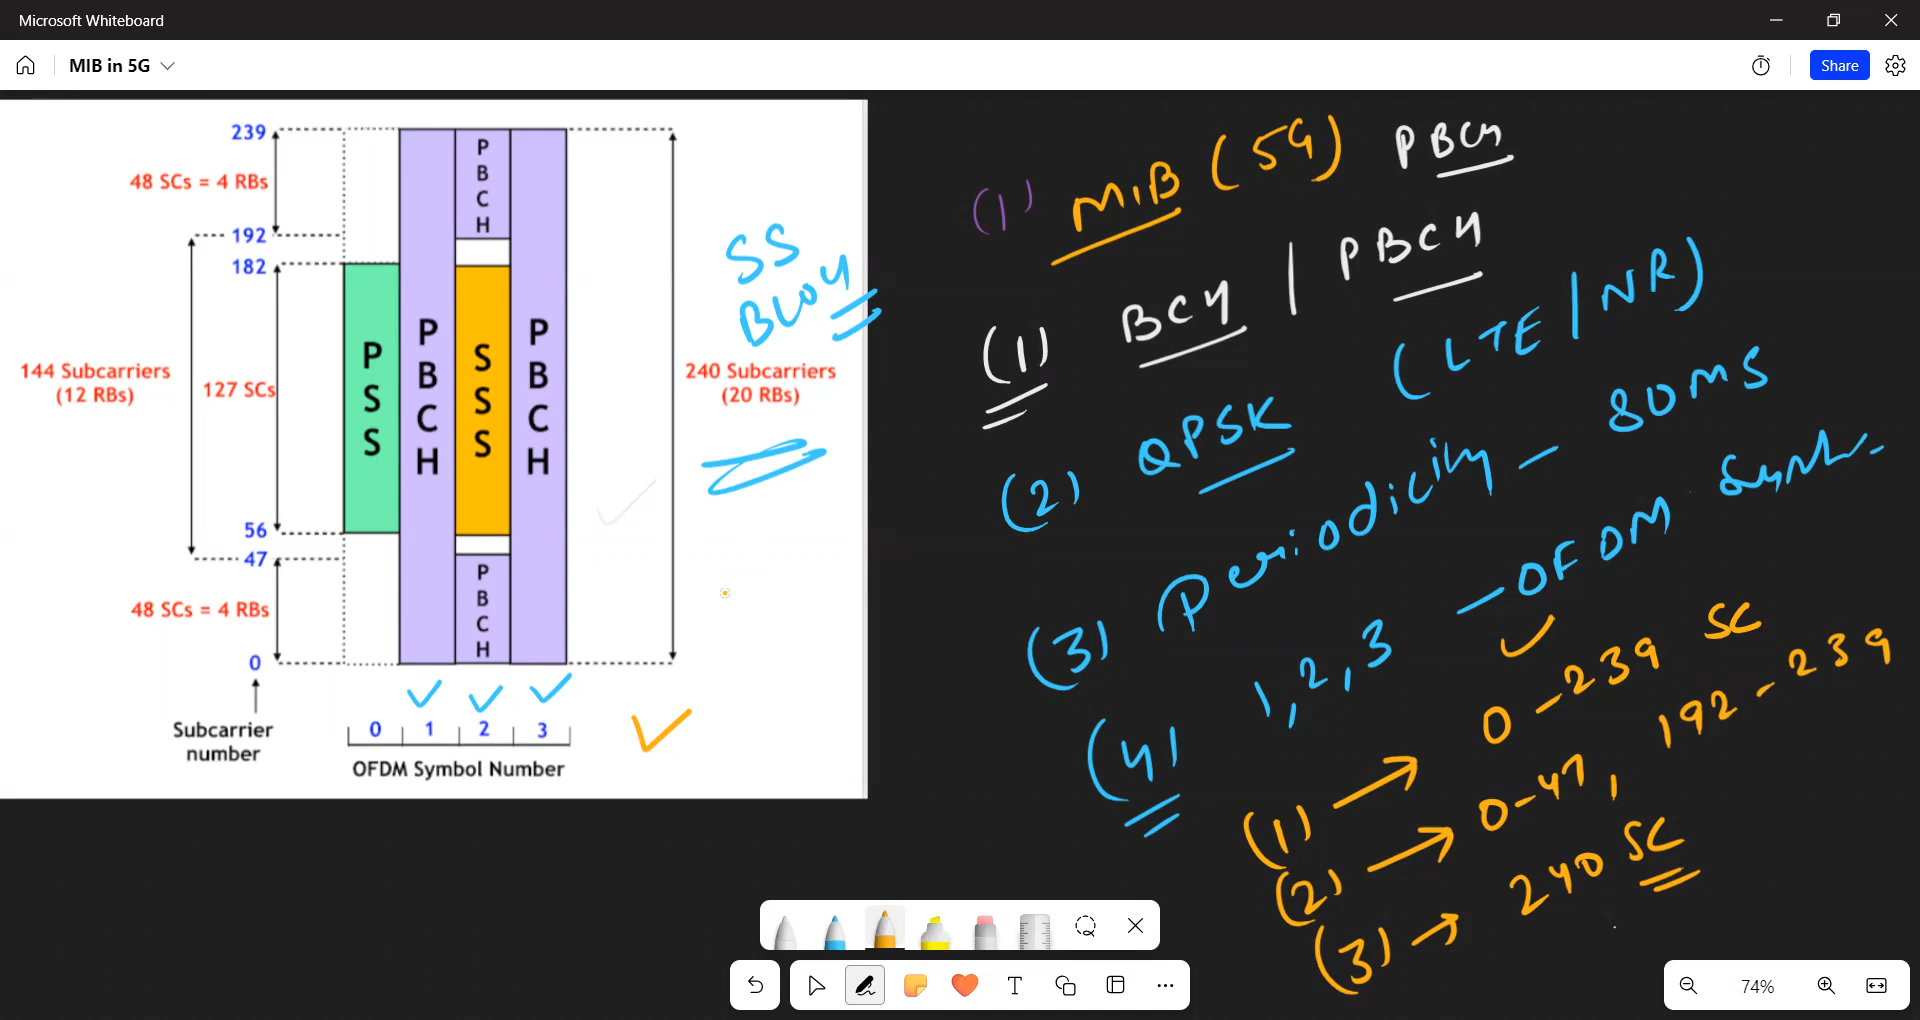 Microsoft Whiteboard
MIB in 5G
Share
239
48 SCs = 4 RBs
192
182
144 Subcarriers
(12 RBs)
127 SCs
56
47
48 SCs = 4 RBs
0
Subcarrier
number
PSS
PBCH
PBCH
SSS
PBCH
PBCH
0 1 2 3
OFDM Symbol Number
240 Subcarriers
(20 RBs)
SS
(1) MIB (5G) PBCH
(1) BCH | PBCH
(LTE | NR)
(2) QPSK
(3) Periodicity - 80ms
(4) 1,2,3 - OFDM
(1) → 0-239 SC
(2) → 0-47, 192-239
(3) → 240 SC
74%